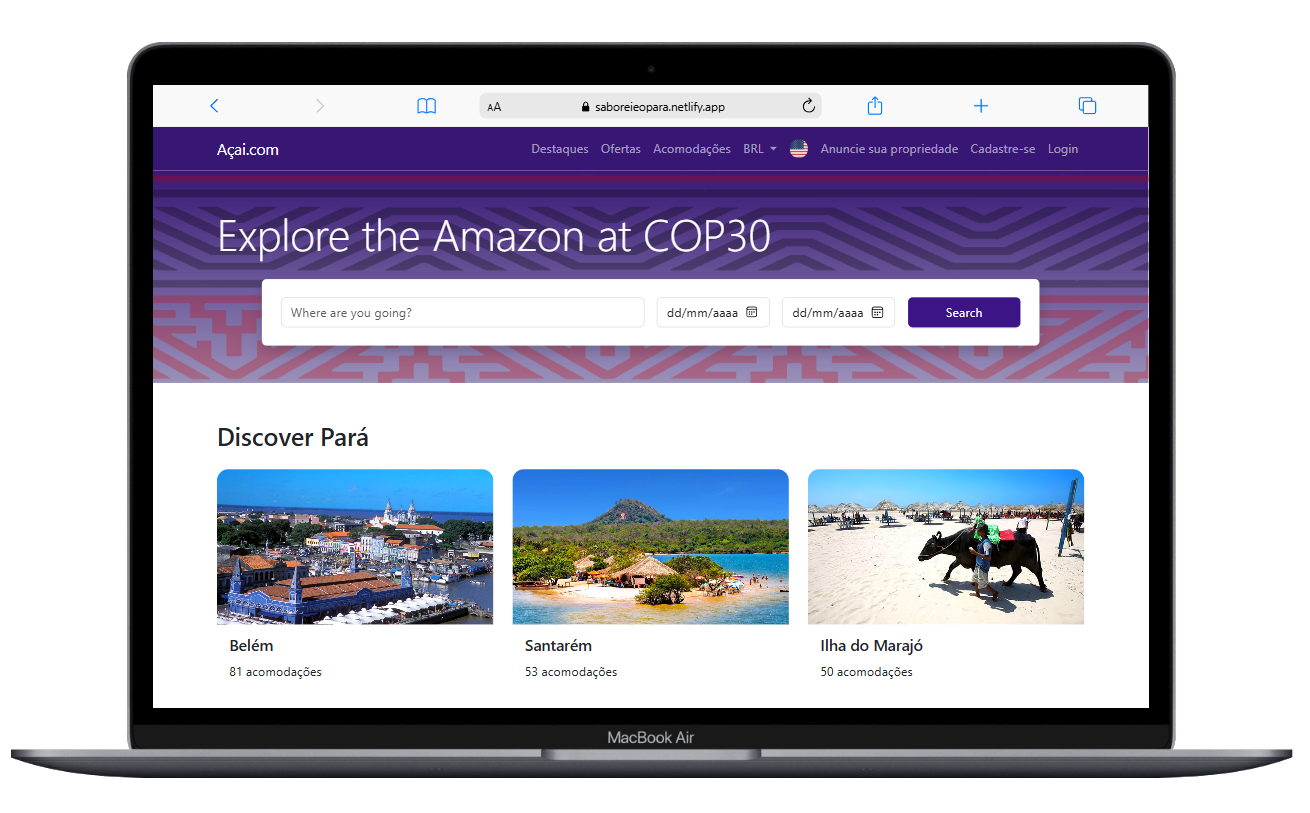 AA saboreieopara.netlify.app
Açai.com Destaques Ofertas Acomodações BRL Anuncie sua propriedade Cadastre-se Login
Explore the Amazon at COP30
Where are you going? dd/mm/aaaa dd/mm/aaaa Search
Discover Pará
Belém Santarém Ilha do Marajó
81 acomodações 53 acomodações 50 acomodações
MacBook Air